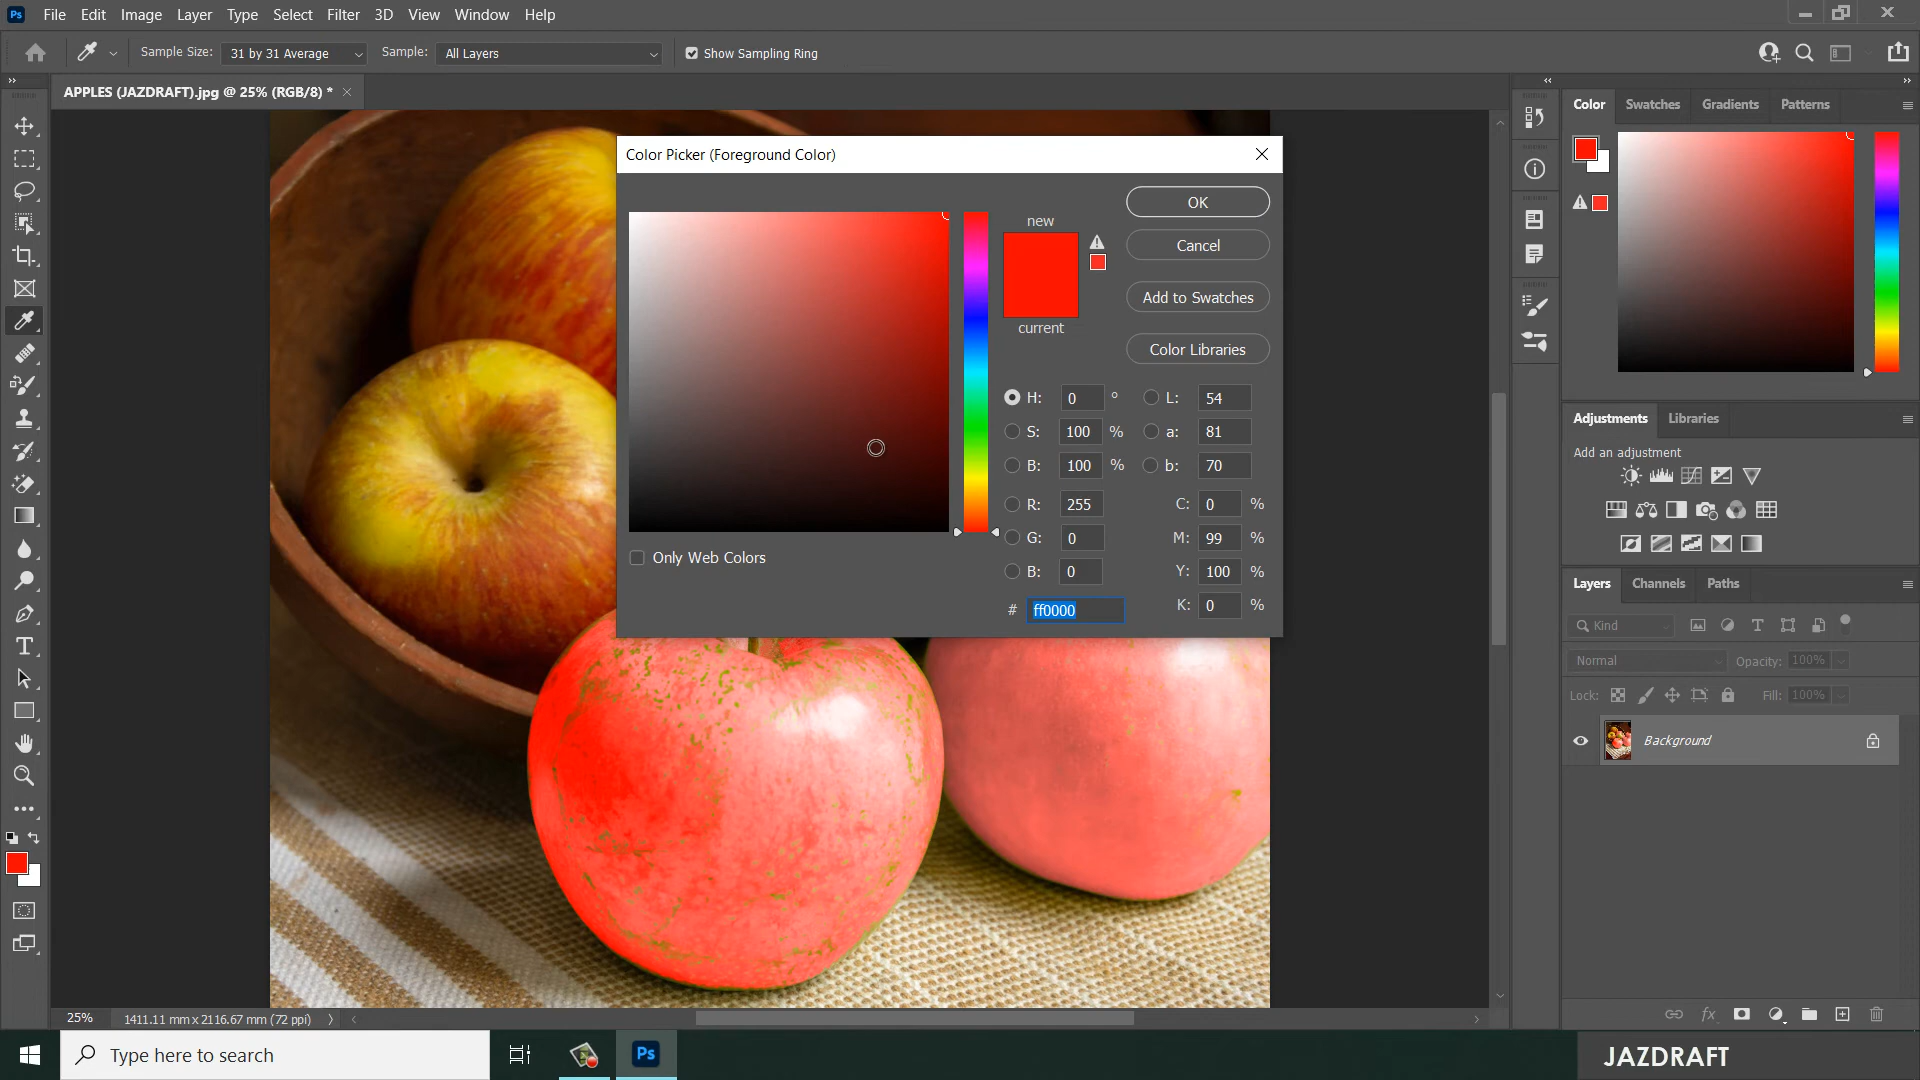 Ps File Edit Image Layer Type Select Filter 3D View Window Help
Sample Size: 31 by 31 Average Sample: All Layers Show Sampling Ring
APPLES (JAZDRAFT).jpg @ 25% (RGB/8) * ×
Color Swatches Gradients Patterns
Color Picker (Foreground Color)
new
current
OK
Cancel
Add to Swatches
Color Libraries
H: 0 ° L: 54
S: 100 % a: 81
B: 100 % b: 70
R: 255 C: 0 %
G: 0 M: 99 %
B: 0 Y: 100 %
# ff0000 K: 0 %
Only Web Colors
Adjustments Libraries
Add an adjustment
Layers Channels Paths
Kind
Normal Opacity: 100%
Lock: Fill: 100%
Background
25% 1411.11 mm x 2116.67 mm (72 ppi)
Type here to search
Ps
JAZDRAFT